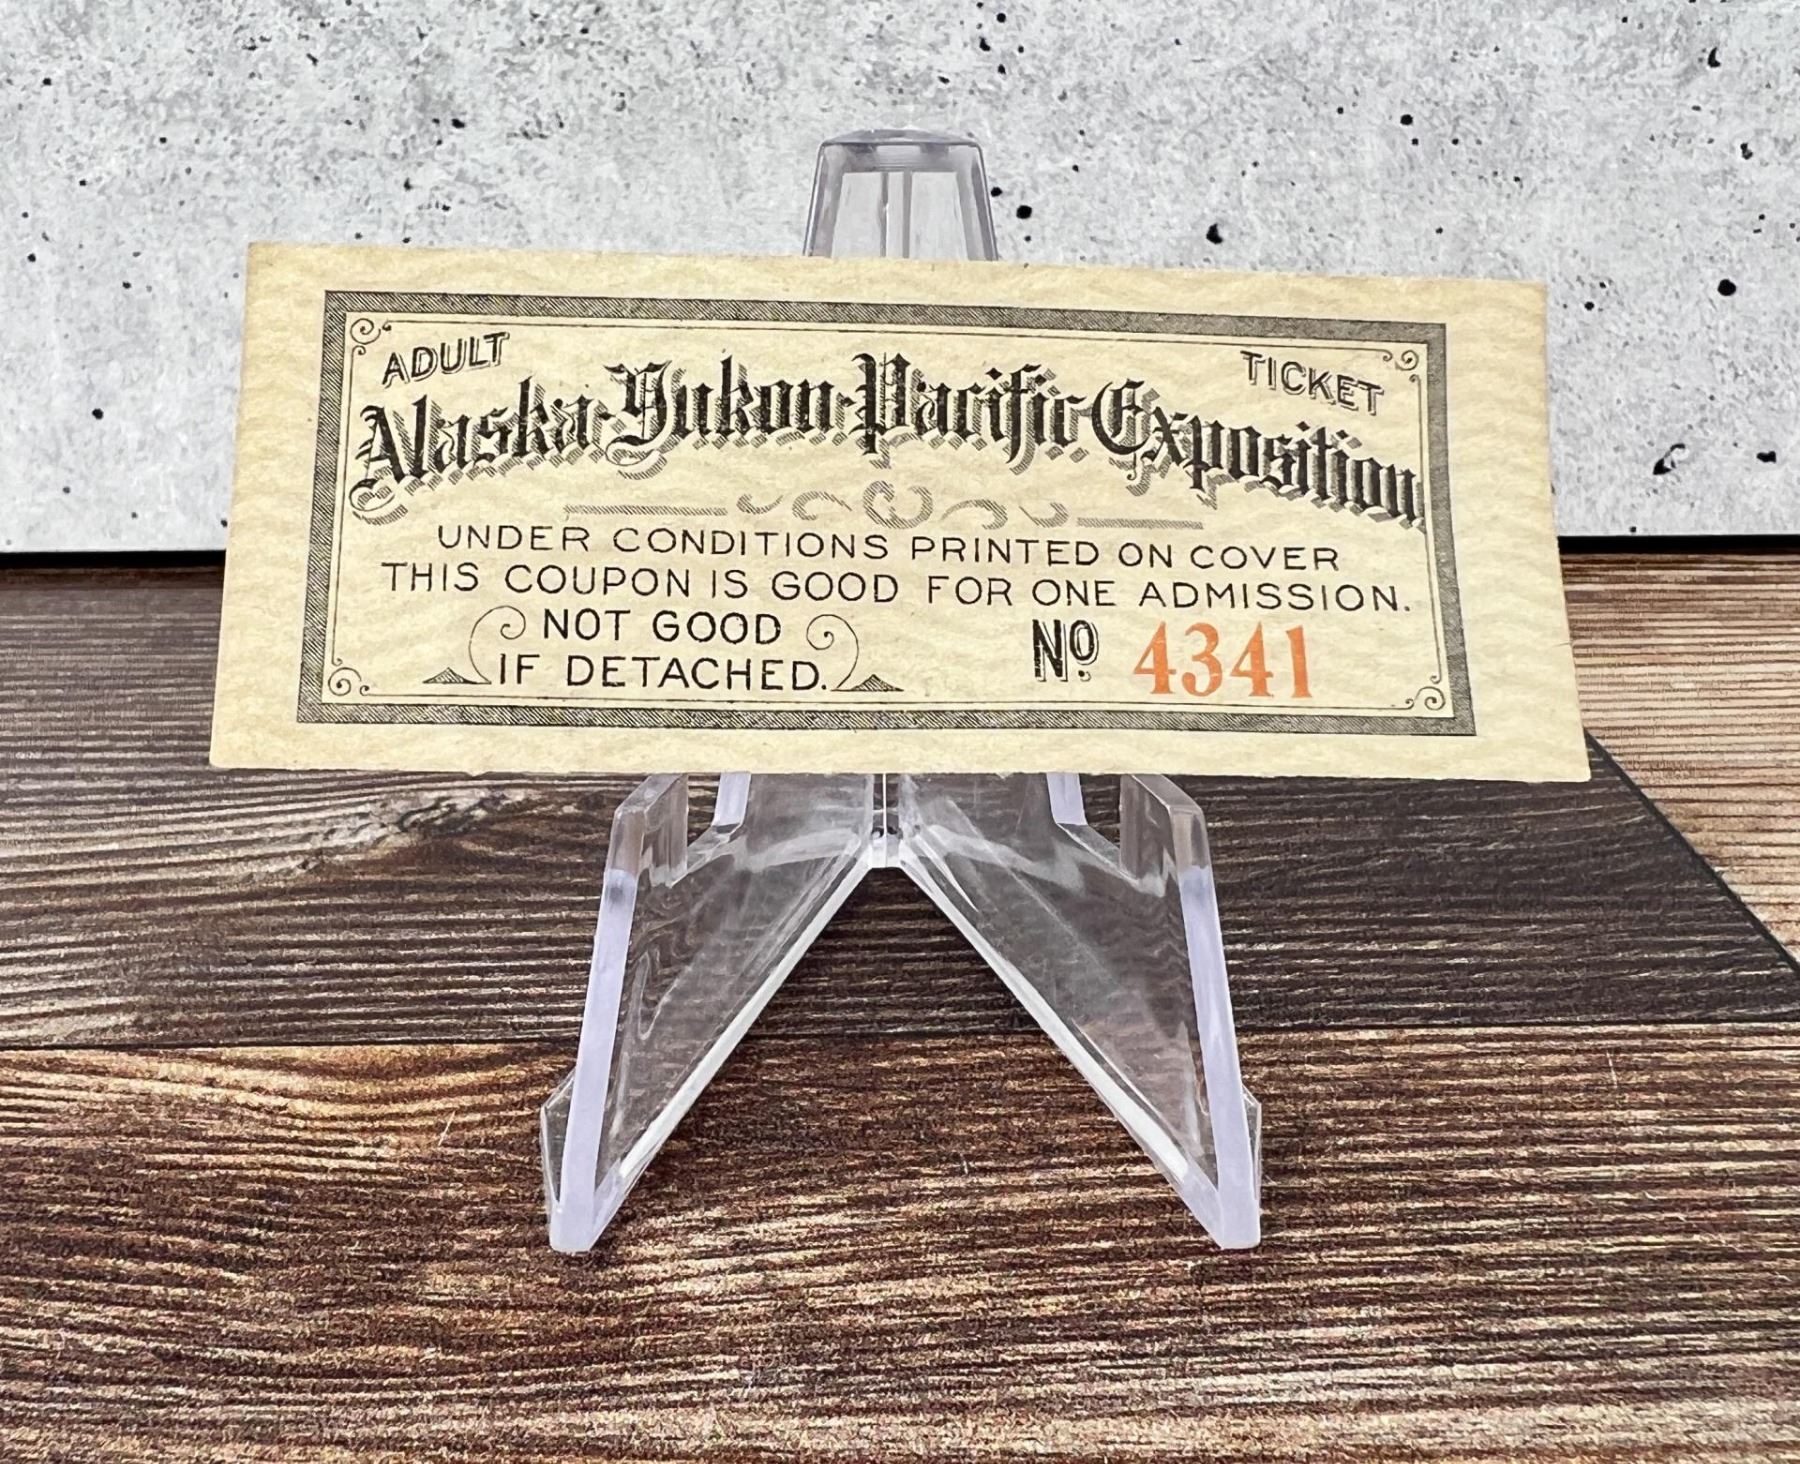 ADULT TICKET
Alaska-Yukon-Pacific Exposition
UNDER CONDITIONS PRINTED ON COVER
THIS COUPON IS GOOD FOR ONE ADMISSION.
NOT GOOD
IF DETACHED.
No. 4341